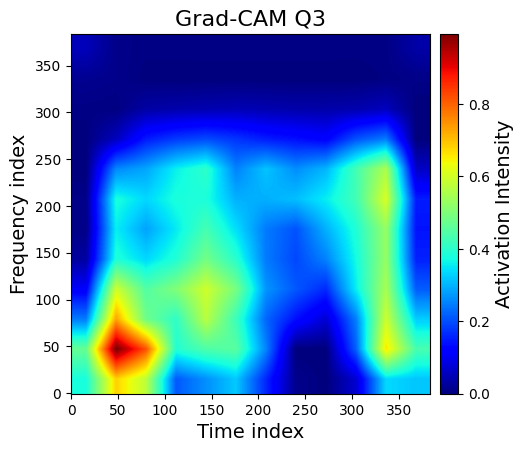 Grad-CAM Q3
Frequency index
350
300
250
200
150
100
50
0
0 50 100 150 200 250 300 350
Time index
0.8
0.6
0.4
0.2
0.0
Activation Intensity